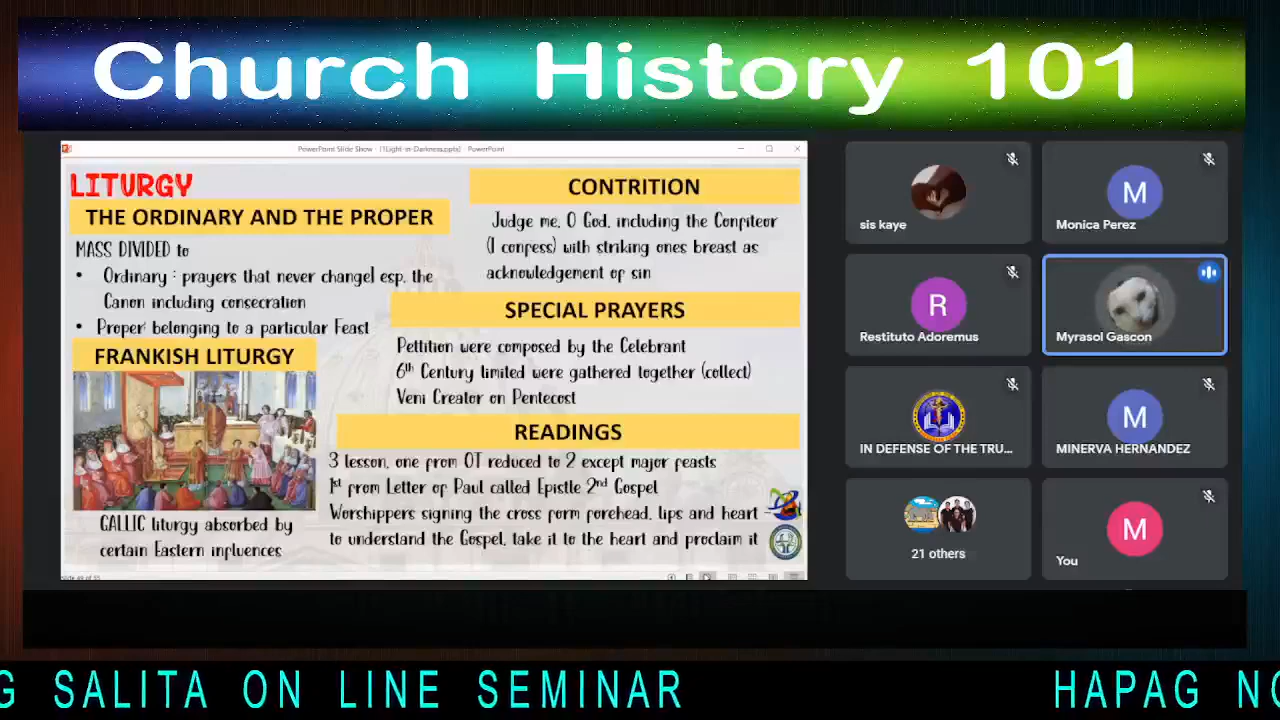 Church History 101
PowerPoint Slide Show - [1Light-in-Darkness.pptx] - PowerPoint
LITURGY
THE ORDINARY AND THE PROPER
MASS DIVIDED to
• Ordinary : prayers that never change] esp. the
Canon including consecration
• Proper: belonging to a particular Feast
FRANKISH LITURGY
GALLIC liturgy absorbed by
certain Eastern influences
CONTRITION
Judge me, O God, including the Confiteor
(I confess) with striking ones breast as
acknowledgement of sin
SPECIAL PRAYERS
Pettition were composed by the Celebrant
6th Century limited were gathered together (collect)
Veni Creator on Pentecost
READINGS
3 lesson, one from OT reduced to 2 except major feasts
1st from Letter of Paul called Epistle 2nd Gospel
Worshippers signing the cross form forehead, lips and heart
to understand the Gospel, take it to the heart and proclaim it
sis kaye
M
Monica Perez
R
Restituto Adoremus
Myrasol Gascon
IN DEFENSE OF THE TRU...
M
MINERVA HERNANDEZ
21 others
M
You
G SALITA ON LINE SEMINAR HAPAG NG